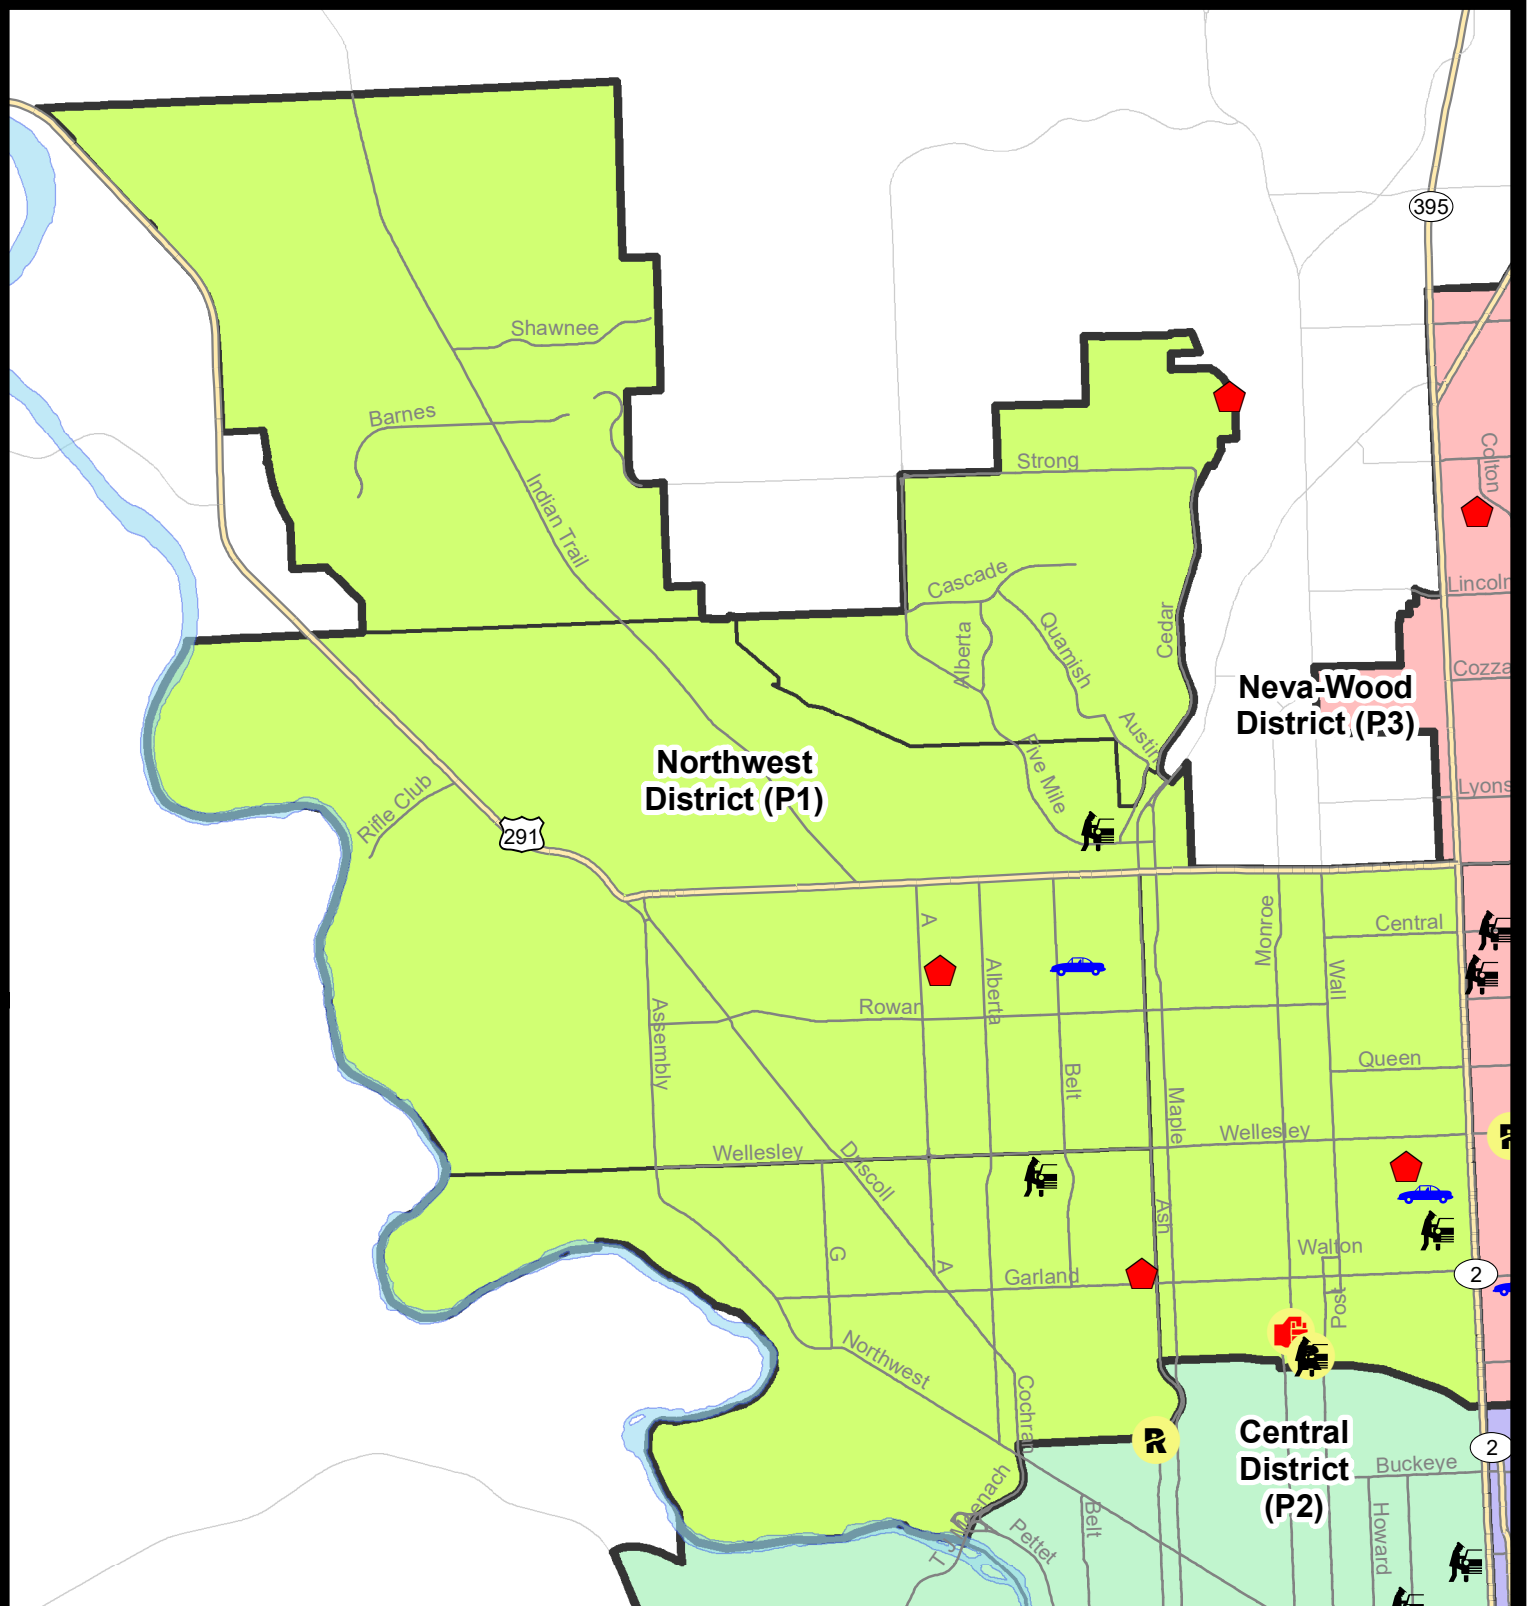 395
Shawnee
Barnes
Colton
Strong
Indian Trail
Cascade
Lincoln
Cedar
Alberta
Quamish
Cozza
Neva-Wood
District (P3)
Austin
Northwest
District (P1)
Five Mile
Lyons
Rifle Club
291
A
Monroe
Central
Alberta
Wall
Rowan
Assembly
Queen
Belt
Maple
Wellesley
Wellesley
Driscoll
Ash
G
A
Walton
Garland
2
Post
Northwest
Cochran
R
Central
District
(P2)
2
Buckeye
Belt
Pettet
Howard